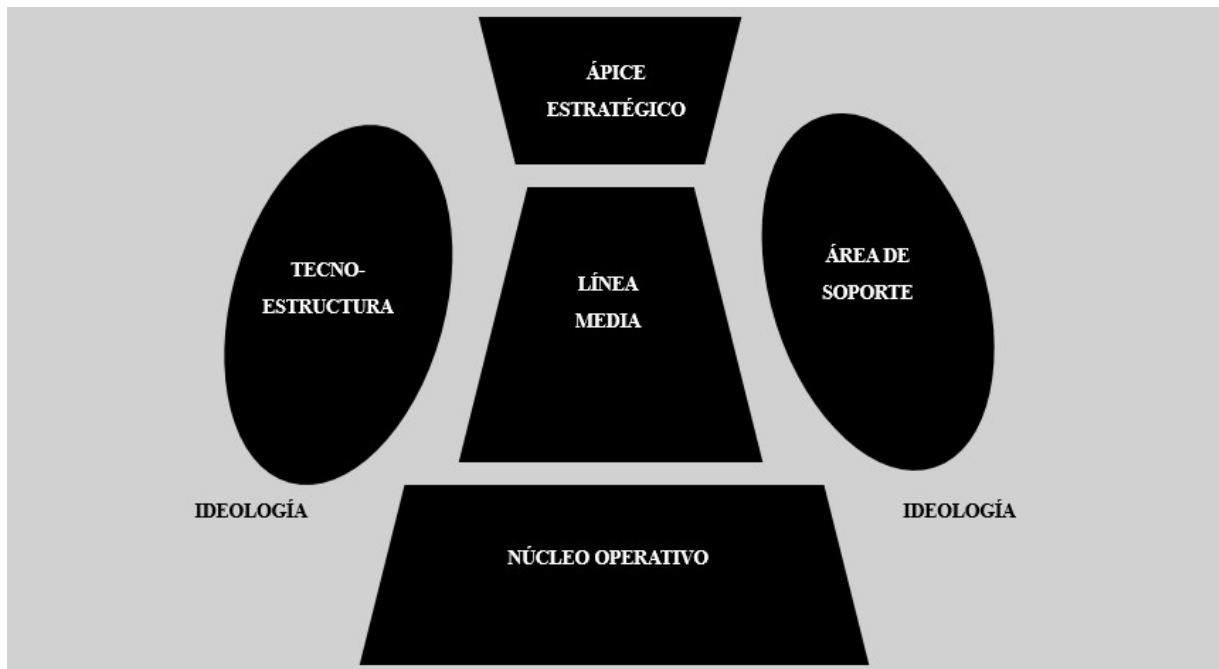 ÁPICE
ESTRATÉGICO
TECNO-
ESTRUCTURA
LÍNEA
MEDIA
ÁREA DE
SOPORTE
IDEOLOGÍA
IDEOLOGÍA
NÚCLEO OPERATIVO